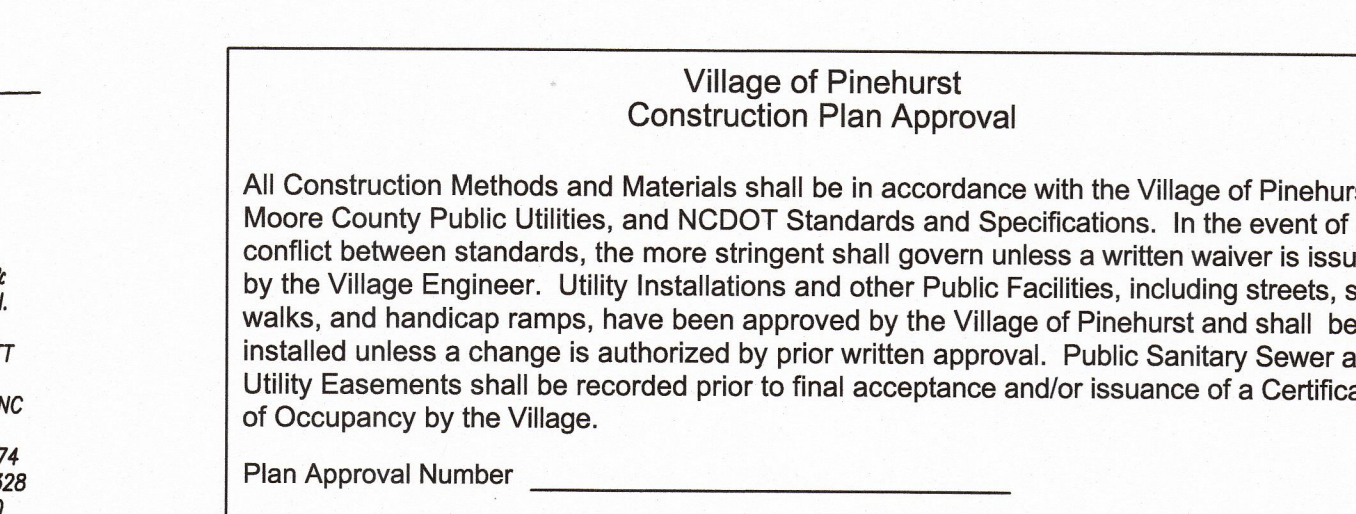 Village of Pinehurst
Construction Plan Approval
All Construction Methods and Materials shall be in accordance with the Village of
Moore County Public Utilities, and NCDOT Standards and Specifications. In the event of
conflict between standards, the more stringent shall govern unless a written waiver is
by the Village Engineer. Utility Installations and other Public Facilities, including streets,
walks, and handicap ramps, have been approved by the Village of Pinehurst and shall be
installed unless a change is authorized by prior written approval. Public Sanitary Sewer
Utility Easements shall be recorded prior to final acceptance and/or issuance of a
of Occupancy by the Village.
Plan Approval Number
NC
74